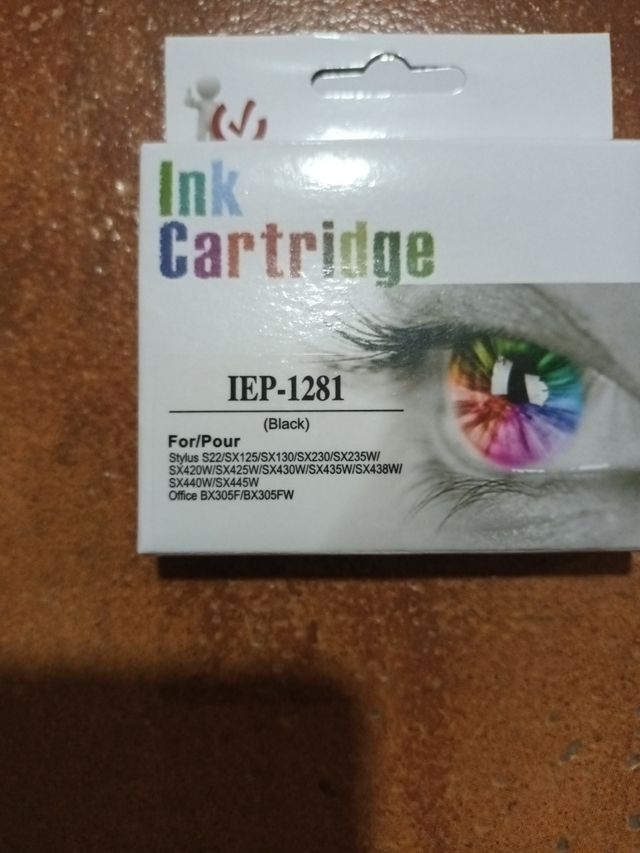 Ink
Cartridge
IEP-1281
(Black)
For/Pour
Stylus S22/SX125/SX130/SX230/SX235W/
SX420W/SX425W/SX430W/SX435W/SX438W/
SX440W/SX445W
Office BX305F/BX305FW